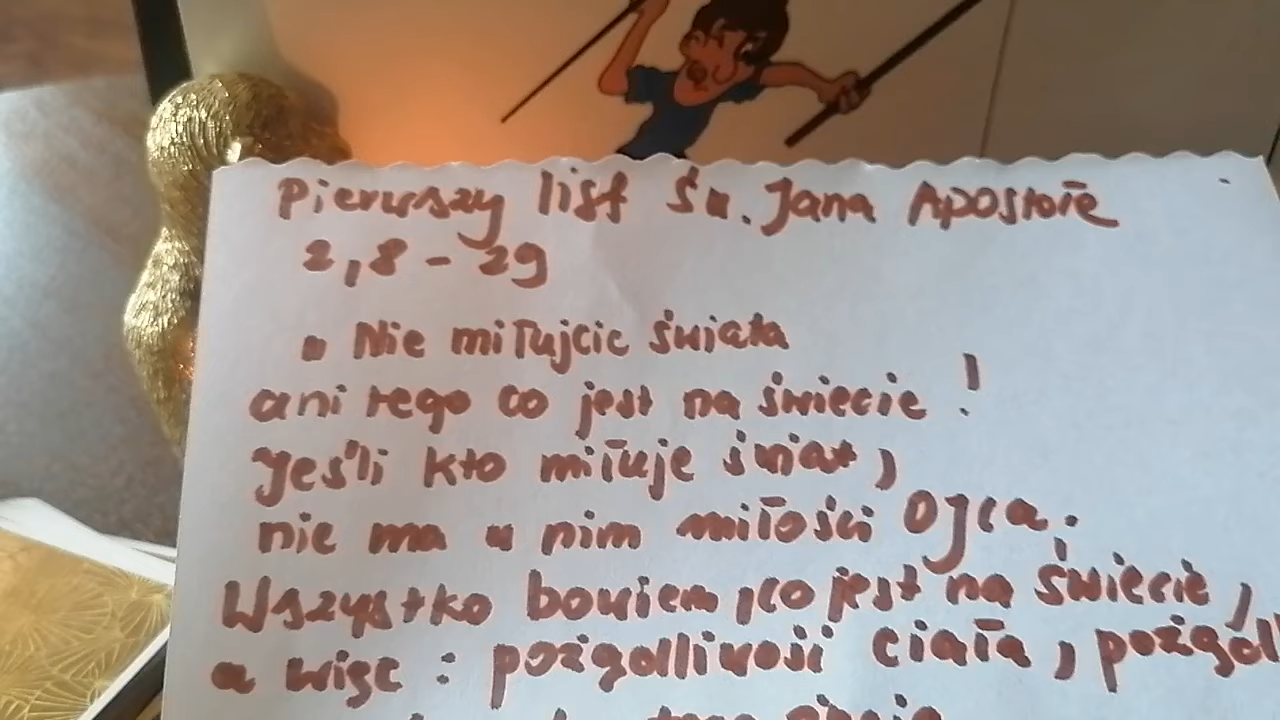 Pierwszy list Św. Jana Apostoła
2,8 - 29
Nie miłujcie świata
ani tego co jest na świecie !
Jeśli kto miłuje świat,
nie ma w nim miłości Ojca.
Wszystko bowiem, co jest na świecie,
a więc : pożądliwość ciała, pożądl